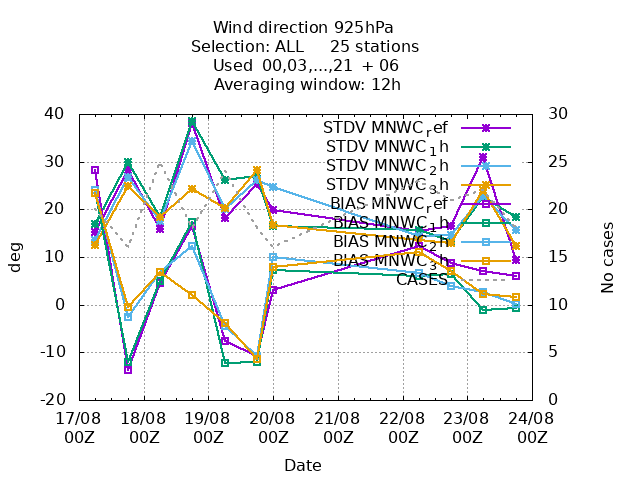 Wind direction 925hPa
Selection: ALL 25 stations
Used 00,03,...,21 + 06
Averaging window: 12h
40 30
STDV MNWC_ref
STDV MNWC_1h
30 25
STDV MNWC_2h
STDV MNWC_3h
BIAS MNWC_ref
20 20
BIAS MNWC_1h
BIAS MNWC_2h
10 15
BIAS MNWC_3h
CASES
0 10
-10 5
-20 0
deg
No cases
17/08 18/08 19/08 20/08 21/08 22/08 23/08 24/08
00Z 00Z 00Z 00Z 00Z 00Z 00Z 00Z
Date